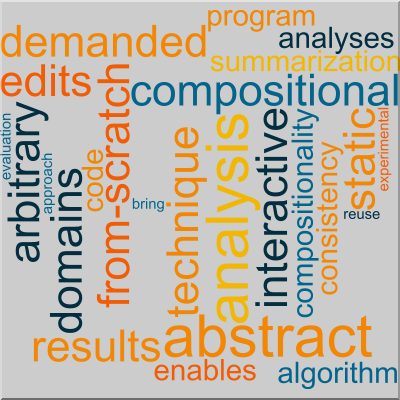 program
demanded
analyses
summarization
edits
compositional
from-scratch
arbitrary
evaluation
approach
domains
code
bring
technique
analysis
interactive
compositionality
consistency
static
experimental
reuse
results
abstract
enables
algorithm